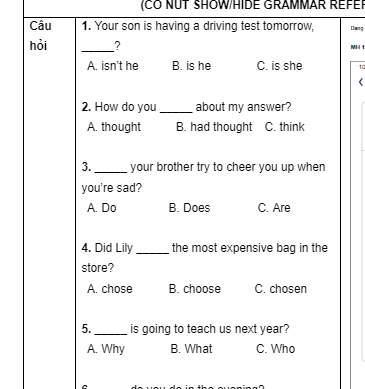 (CÓ NÚT SHOW/HIDE GRAMMAR REFER
Câu hỏi
1. Your son is having a driving test tomorrow,
_____?
A. isn't he B. is he C. is she
2. How do you _____ about my answer?
A. thought B. had thought C. think
3. _____ your brother try to cheer you up when
you're sad?
A. Do B. Does C. Are
4. Did Lily _____ the most expensive bag in the
store?
A. chose B. choose C. chosen
5. _____ is going to teach us next year?
A. Why B. What C. Who
Dạng
MH 1
10